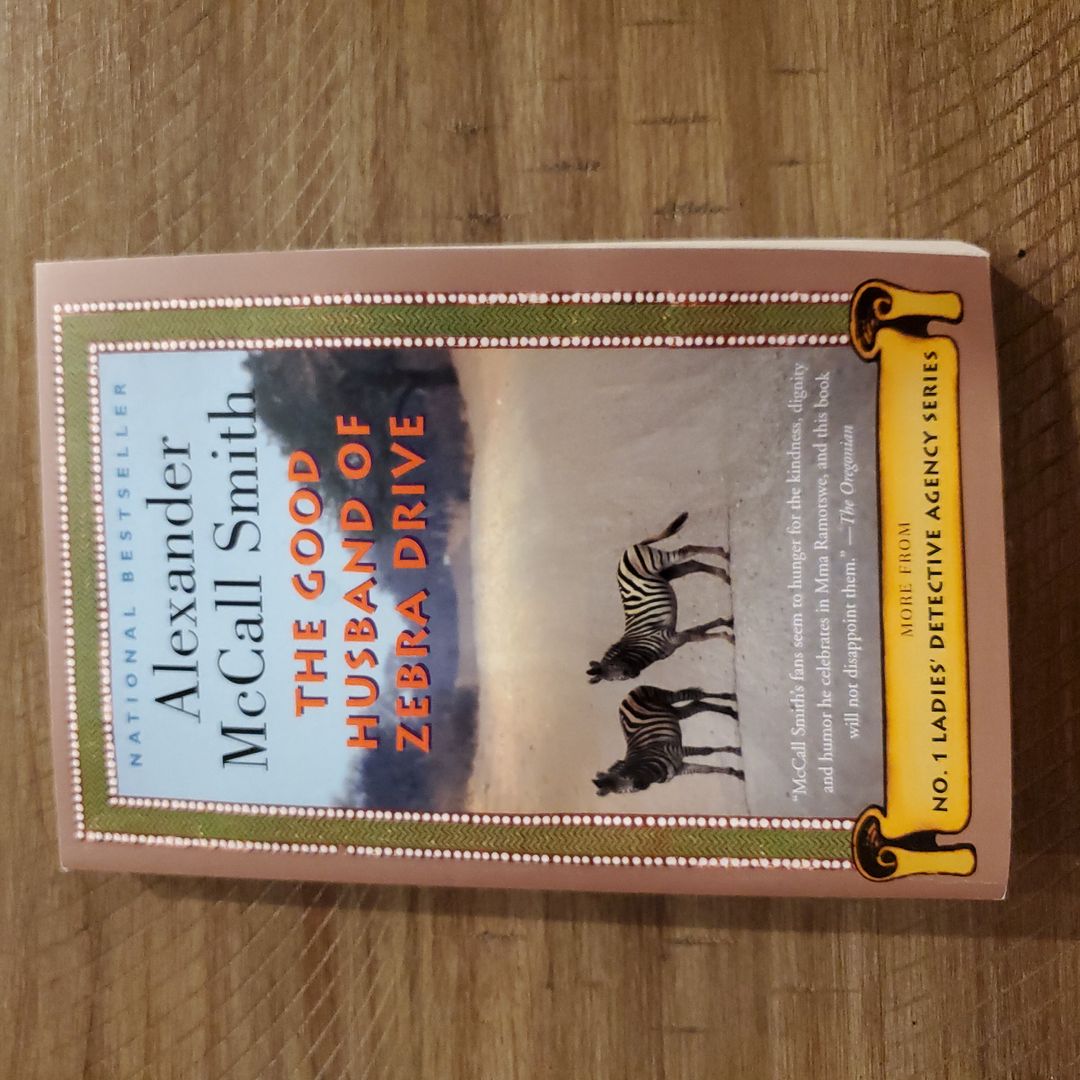 NATIONAL BESTSELLER
Alexander
McCall Smith
THE GOOD
HUSBAND OF
ZEBRA DRIVE
“McCall Smith's fans seem to hunger for the kindness, dignity
and humor he celebrates in Mma Ramotswe, and this book
will not disappoint them.” —The Oregonian
MORE FROM
NO. 1 LADIES' DETECTIVE AGENCY SERIES